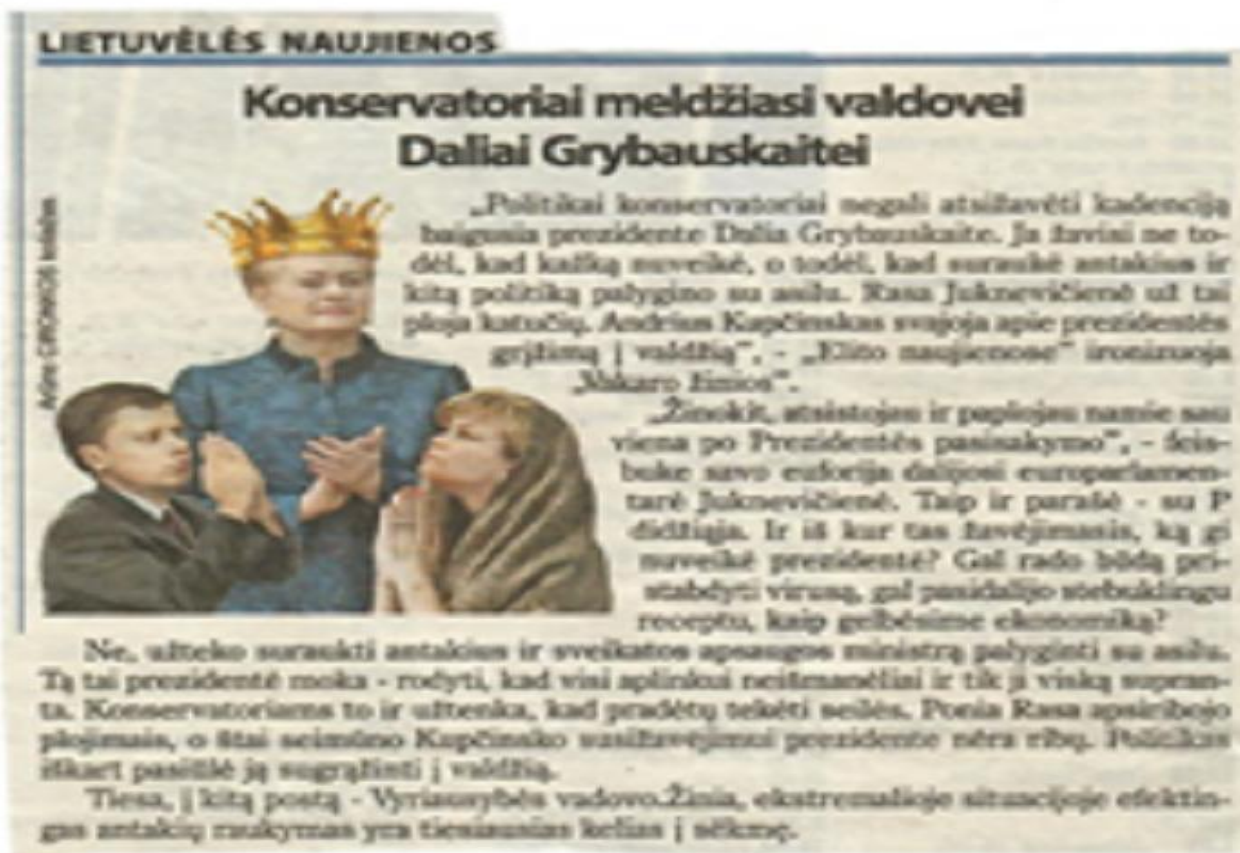 LIETUVĖLĖS NAUJIENOS
Konservatoriai meldžiasi valdovei
Daliai Grybauskaitei
„Politikai konservatoriai negali atsižavėti kadenciją
baigusia prezidente Dalia Grybauskaite. Ja žavisi ne to-
dėl, kad kažką nuveikė, o todėl, kad suraukė antakius ir
kitą politiką palygino su asilu. Rasa Juknevičienė už tai
ploja katučių. Andrius Kupčinskas svajoja apie prezidentės
grįžimą į valdžią", - „Elito naujienose" ironizuoja
„Vakaro žinios".
„Žinokit, atsistojau ir paplojau namie sau
viena po Prezidentės pasisakymo", - feis-
buke savo euforija dalijosi europarlamen-
tarė Juknevičienė. Taip ir parašė - su P
didžiąja. Ir iš kur tas žavėjimasis, ką gi
nuveikė prezidentė? Gal rado būdą pri-
stabdyti virusą, gal pasidalijo stebuklingu
receptu, kaip gelbėsime ekonomiką?
Ne, užteko suraukti antakius ir sveikatos apsaugos ministrą palyginti su asilu.
Tą tai prezidentė moka - rodyti, kad visi aplinkui neišmanėliai ir tik ji viską supran-
ta. Konservatoriams to ir užtenka, kad pradėtų tekėti seilės. Ponia Rasa apsiribojo
plojimais, o štai seimūno Kupčinsko susižavėjimui prezidente nėra ribų. Politikas
iškart pasiūlė ją sugrąžinti į valdžią.
Tiesa, į kitą postą - Vyriausybės vadovo.Žinia, ekstremalioje situacijoje efektin-
gas antakių raukymas yra tiesiausias kelias į sėkmę.